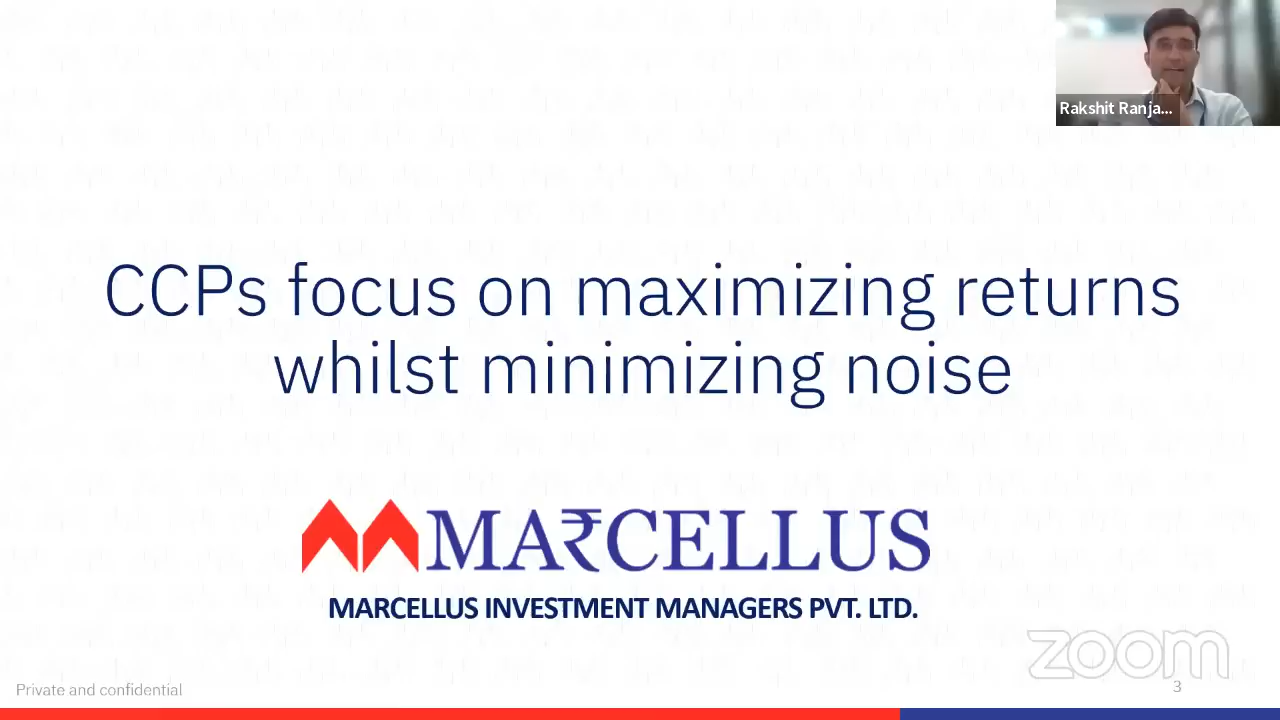 Rakshit Ranja...
CCPs focus on maximizing returns
whilst minimizing noise
MA₹CELLUS
MARCELLUS INVESTMENT MANAGERS PVT. LTD.
zoom
Private and confidential
3